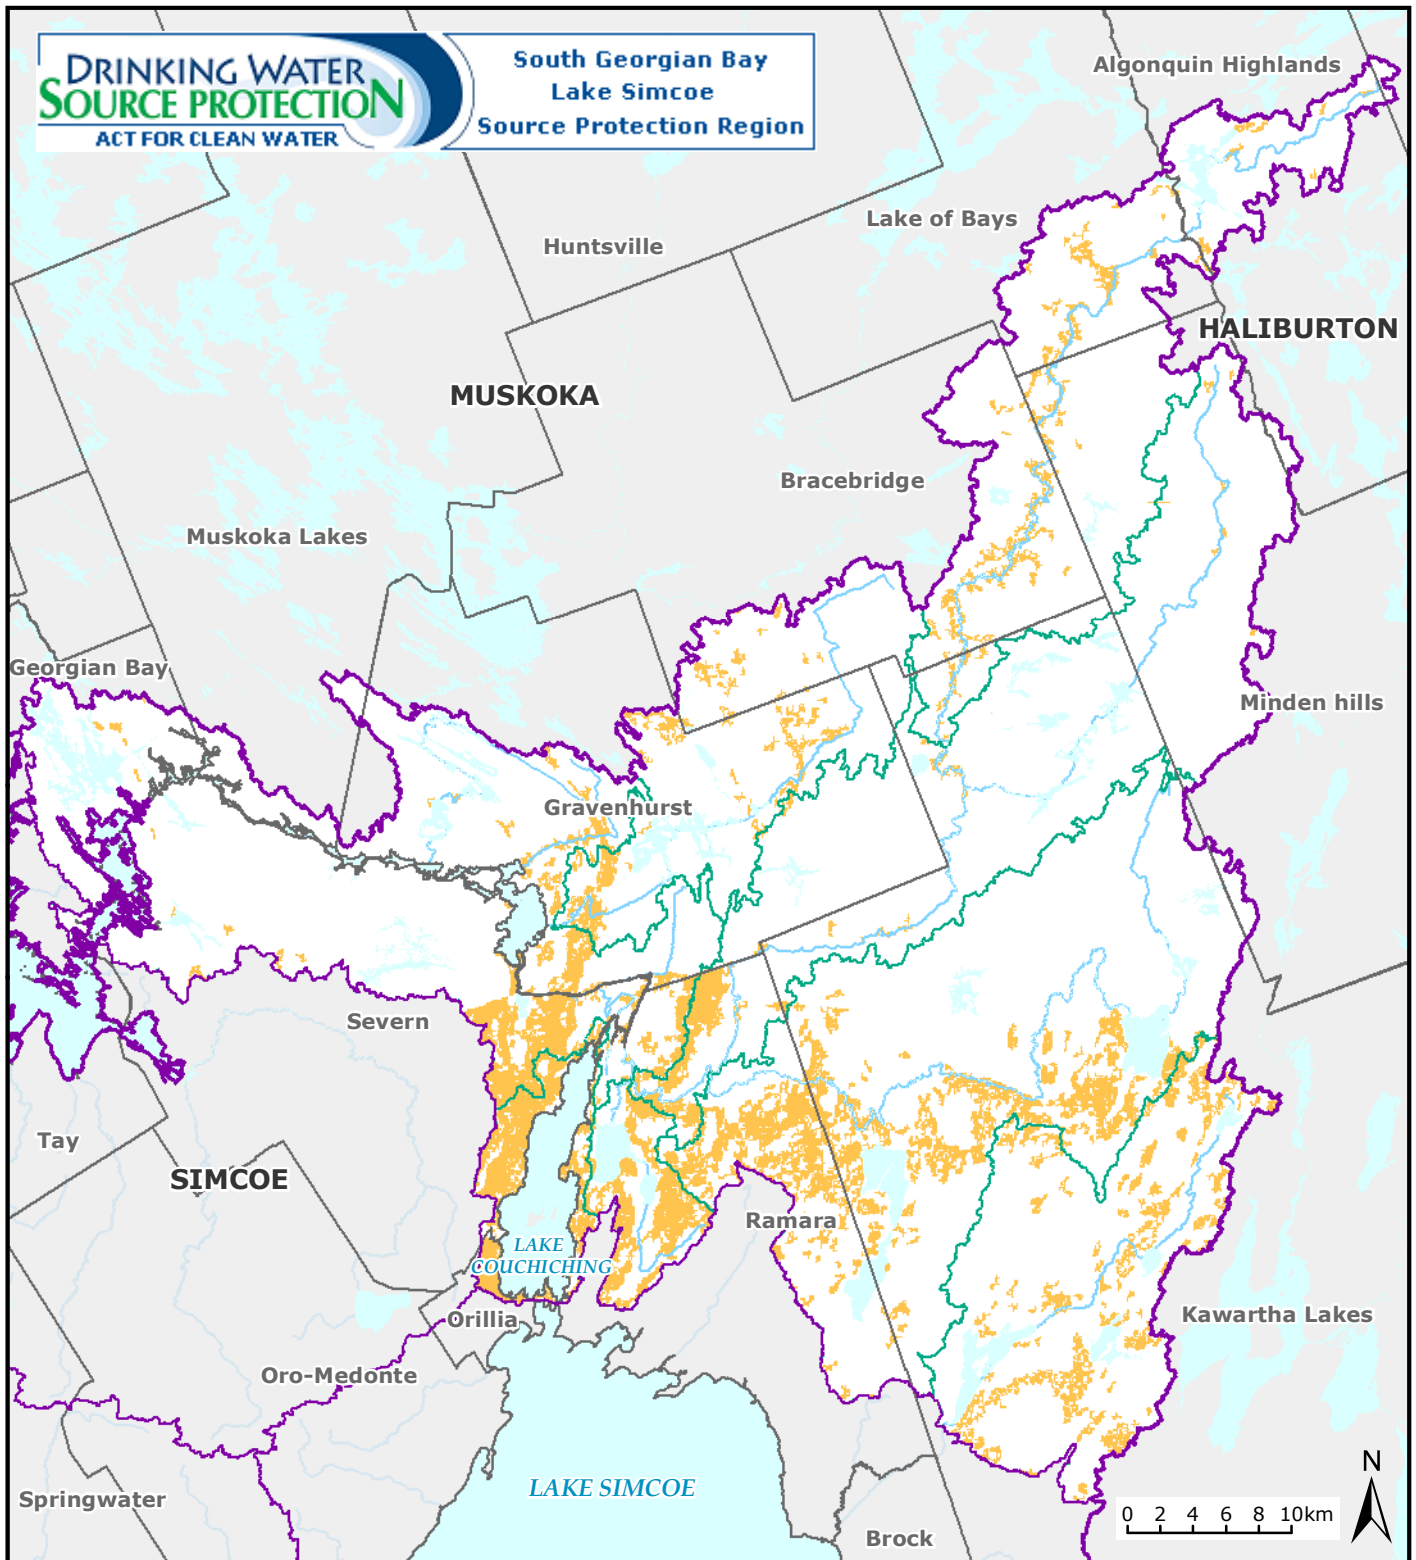 DRINKING WATER
SOURCE PROTECTION
ACT FOR CLEAN WATER
South Georgian Bay
Lake Simcoe
Source Protection Region
Algonquin Highlands
Lake of Bays
Huntsville
HALIBURTON
MUSKOKA
Bracebridge
Muskoka Lakes
Georgian Bay
Minden hills
Gravenhurst
Severn
Tay
SIMCOE
Ramara
LAKE
COUCHICHING
Orillia
Kawartha Lakes
Oro-Medonte
LAKE SIMCOE
Springwater
Brock
N
0 2 4 6 8 10km